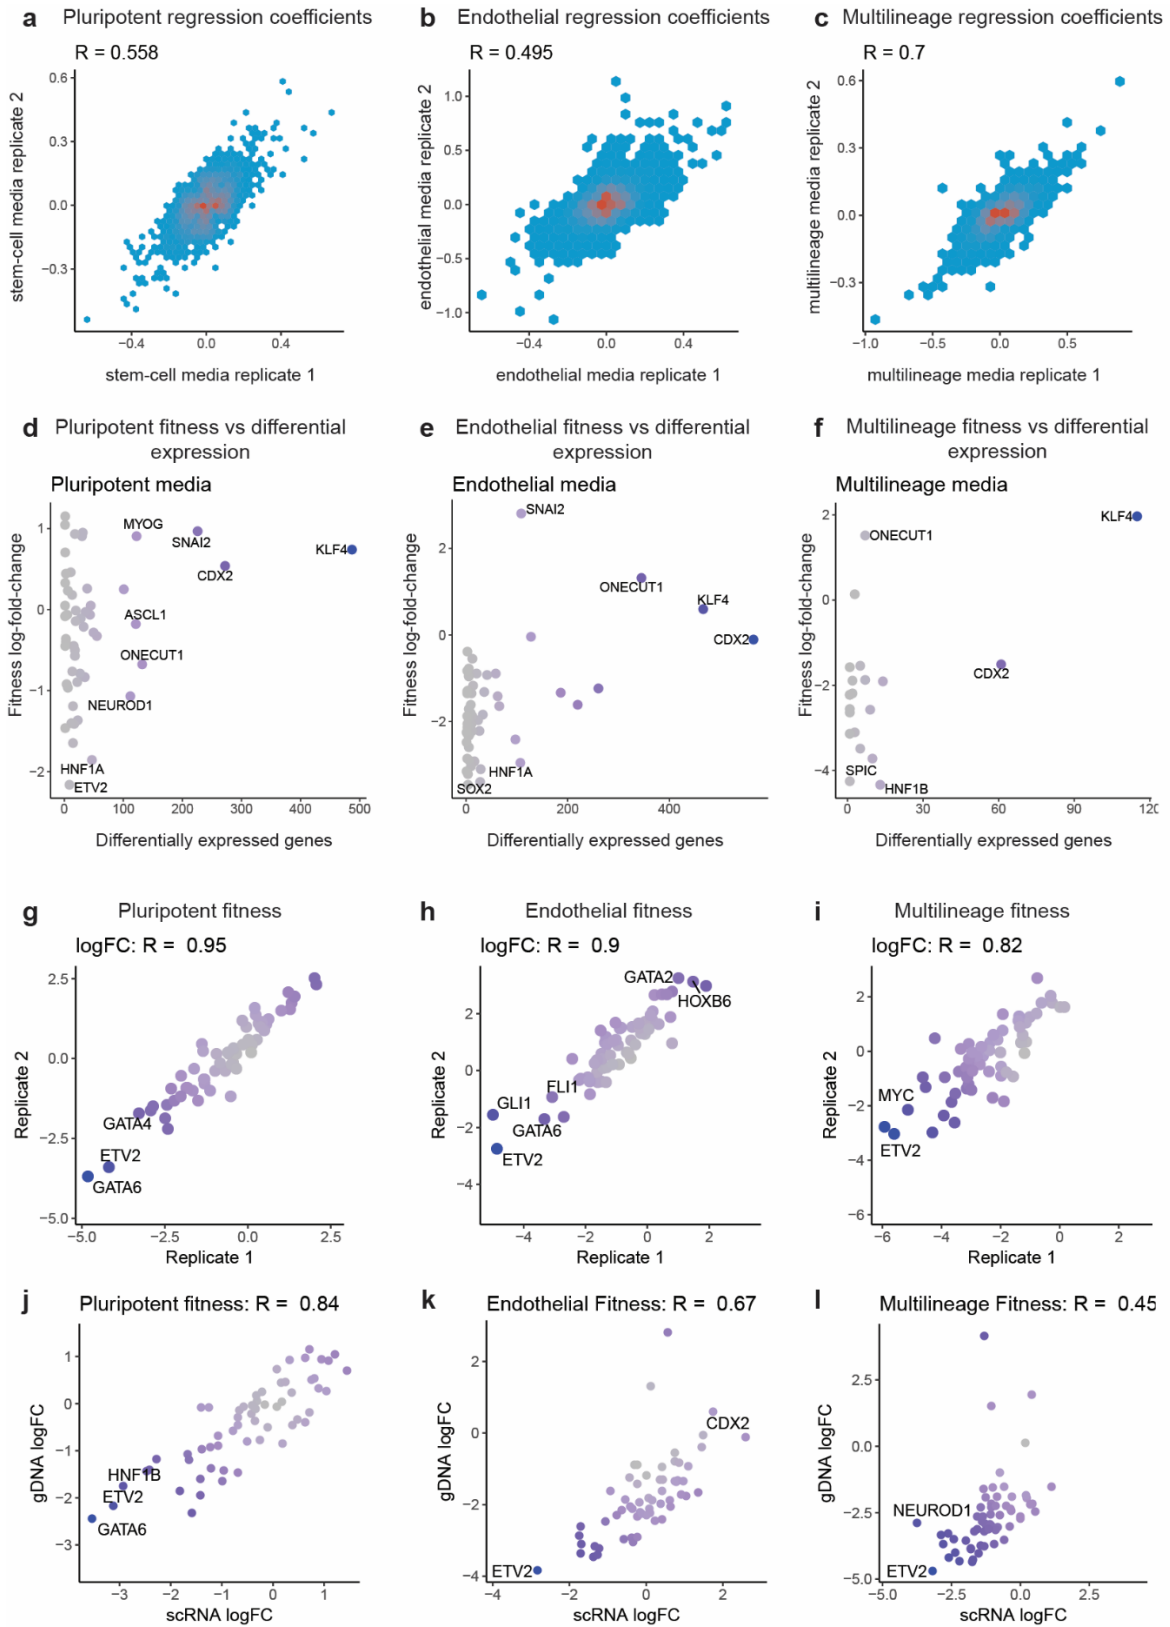 a Pluripotent regression coefficients
R = 0.558
stem-cell media replicate 2
0.6
0.3
0.0
−0.3
−0.4 0.0 0.4
stem-cell media replicate 1
b Endothelial regression coefficients
R = 0.495
endothelial media replicate 2
1.0
0.5
0.0
−0.5
−1.0
−0.4 0.0 0.4
endothelial media replicate 1
c Multilineage regression coefficients
R = 0.7
multilineage media replicate 2
0.6
0.3
0.0
−0.3
−1.0 −0.5 0.0 0.5
multilineage media replicate 1
d Pluripotent fitness vs differential
expression
Pluripotent media
Fitness log-fold-change
1
0
−1
−2
MYOG
SNAI2
KLF4
CDX2
ASCL1
ONECUT1
NEUROD1
HNF1A
ETV2
0 100 200 300 400 500
Differentially expressed genes
e Endothelial fitness vs differential
expression
Endothelial media
Fitness log-fold-change
2
0
−2
SNAI2
ONECUT1
KLF4
CDX2
HNF1A
SOX2
0 200 400
Differentially expressed genes
f Multilineage fitness vs differential
expression
Multilineage media
Fitness log-fold-change
2
0
−2
−4
KLF4
ONECUT1
CDX2
SPIC
HNF1B
0 30 60 90 120
Differentially expressed genes
g Pluripotent fitness
logFC: R = 0.95
Replicate 2
2.5
0.0
−2.5
−5.0
GATA4
ETV2
GATA6
−5.0 −2.5 0.0 2.5
Replicate 1
h Endothelial fitness
logFC: R = 0.9
Replicate 2
2
0
−2
−4
GATA2
HOXB6
FLI1
GLI1
GATA6
ETV2
−4 −2 0 2
Replicate 1
i Multilineage fitness
logFC: R = 0.82
Replicate 2
2
0
−2
−4
−6
MYC
ETV2
−6 −4 −2 0 2
Replicate 1
j Pluripotent fitness: R = 0.84
gDNA logFC
1
0
−1
−2
−3
HNF1B
ETV2
GATA6
−3 −2 −1 0 1
scRNA logFC
k Endothelial Fitness: R = 0.67
gDNA logFC
2
0
−2
−4
CDX2
ETV2
−4 −2 0 2
scRNA logFC
l Multilineage Fitness: R = 0.45
gDNA logFC
2.5
0.0
−2.5
−5.0
NEUROD1
ETV2
−5.0 −2.5 0.0 2.5
scRNA logFC